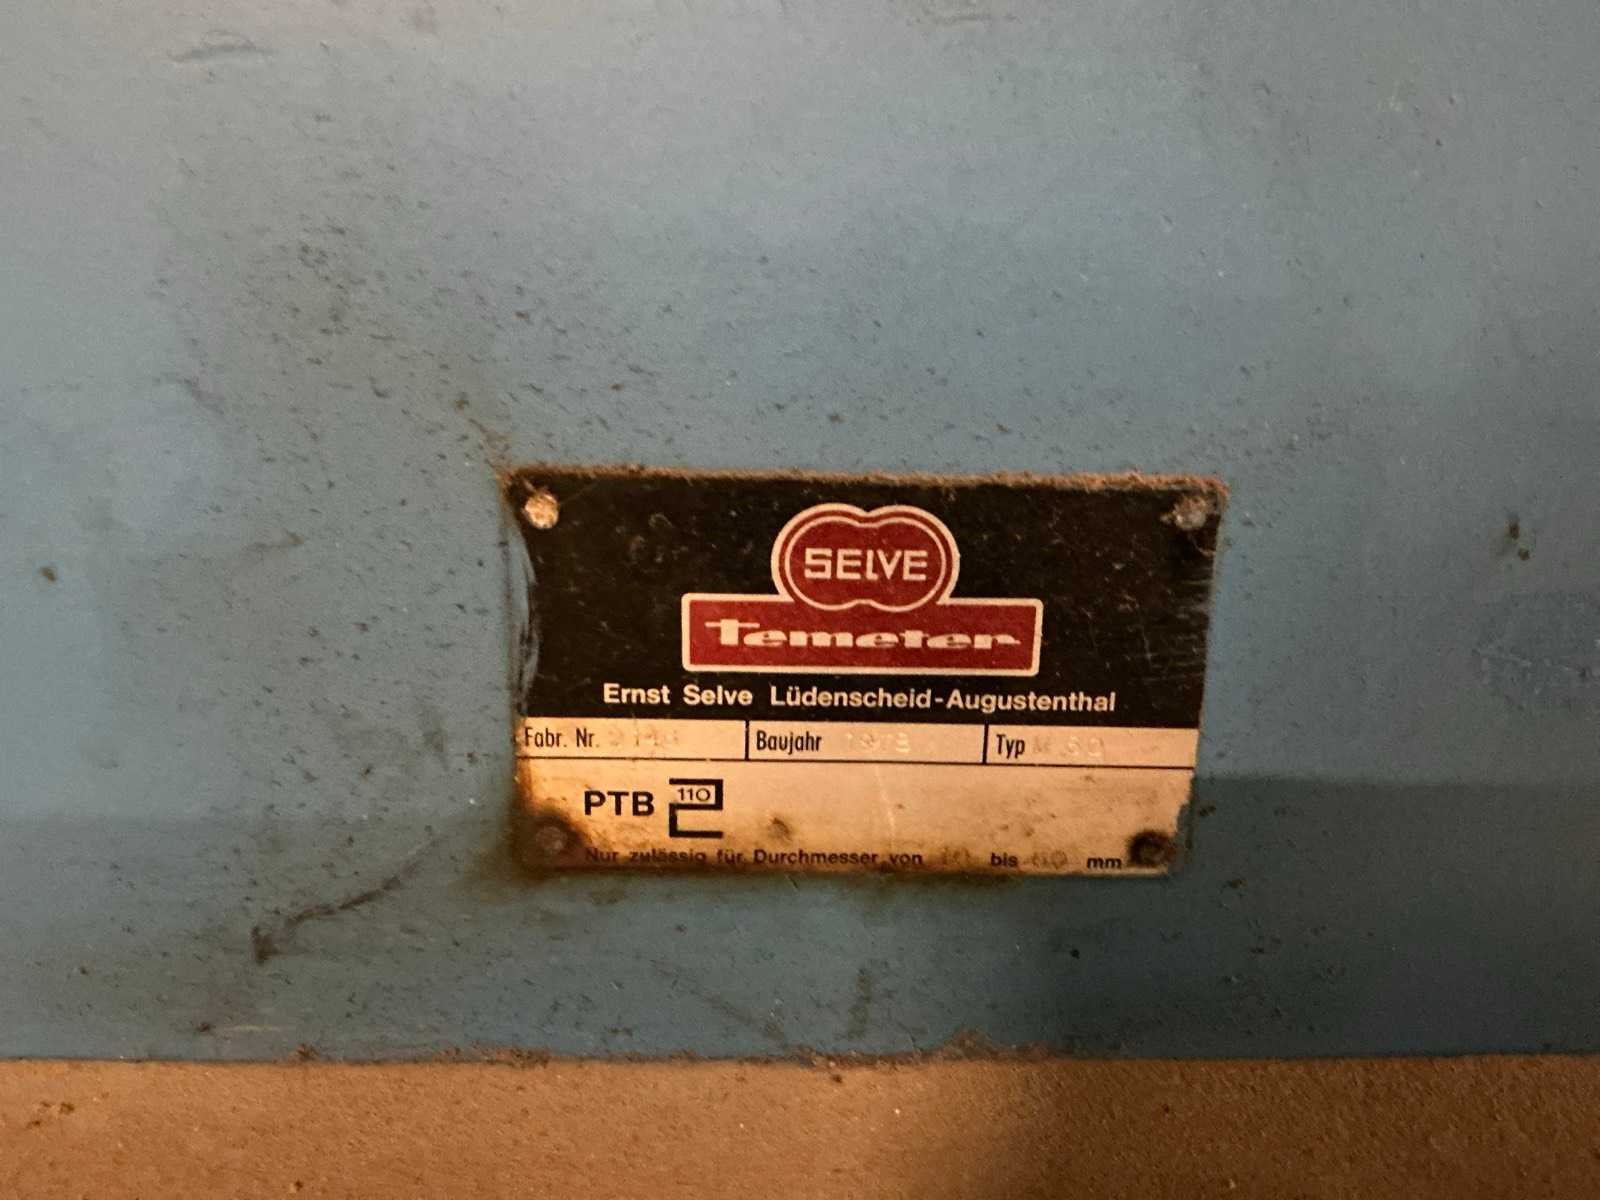 SELVE
temeter
Ernst Selve Lüdenscheid-Augustenthal
Fabr. Nr. Baujahr Typ
PTB 110
Nur zulässig für Durchmesser von bis mm